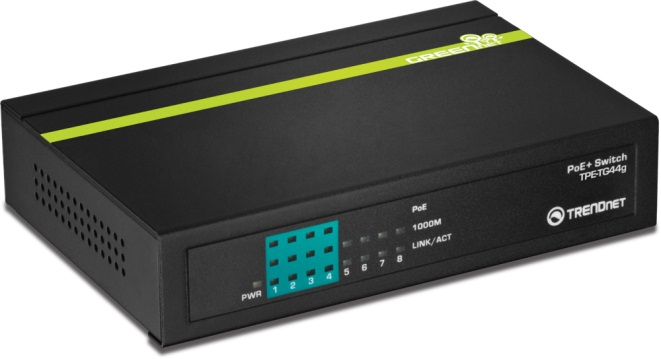 GREENnet
PoE+ Switch
TPE-TG44g
TRENDNET
PoE
1000M
LINK/ACT
PWR 1 2 3 4 5 6 7 8